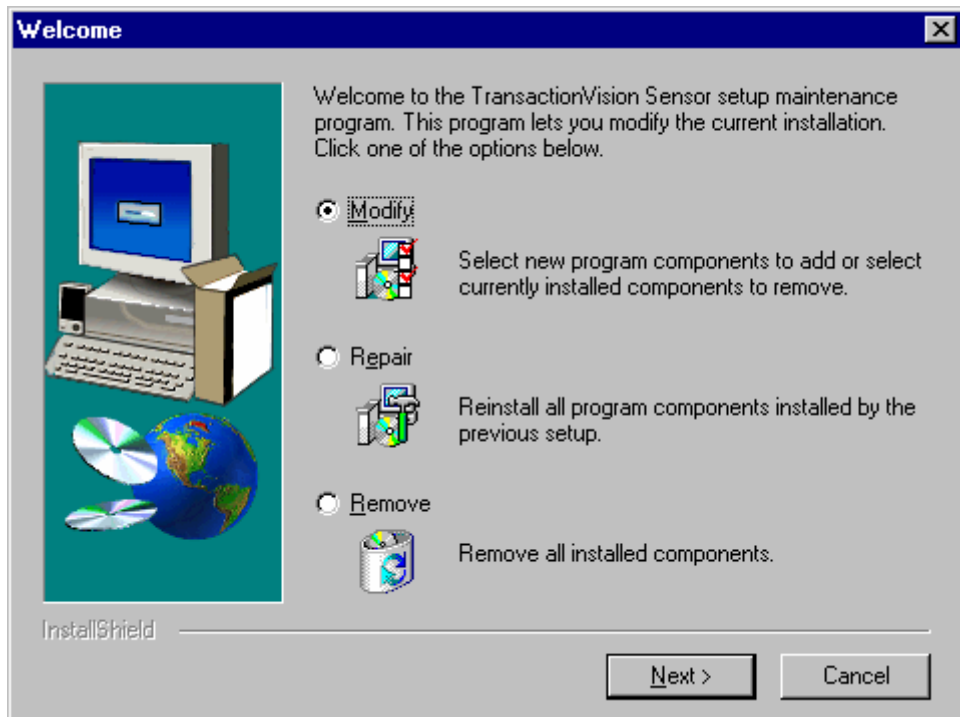 Welcome
Welcome to the TransactionVision Sensor setup maintenance
program. This program lets you modify the current installation.
Click one of the options below.
Modify
Select new program components to add or select
currently installed components to remove.
Repair
Reinstall all program components installed by the
previous setup.
Remove
Remove all installed components.
InstallShield
Next >
Cancel